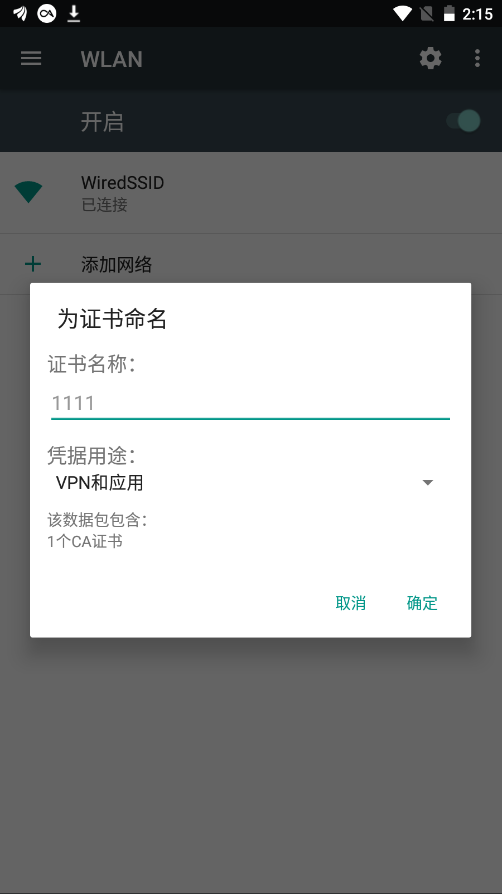 2:15
WLAN
开启
WiredSSID
已连接
添加网络
为证书命名
证书名称：
1111
凭据用途：
VPN和应用
该数据包包含：
1个CA证书
取消 确定